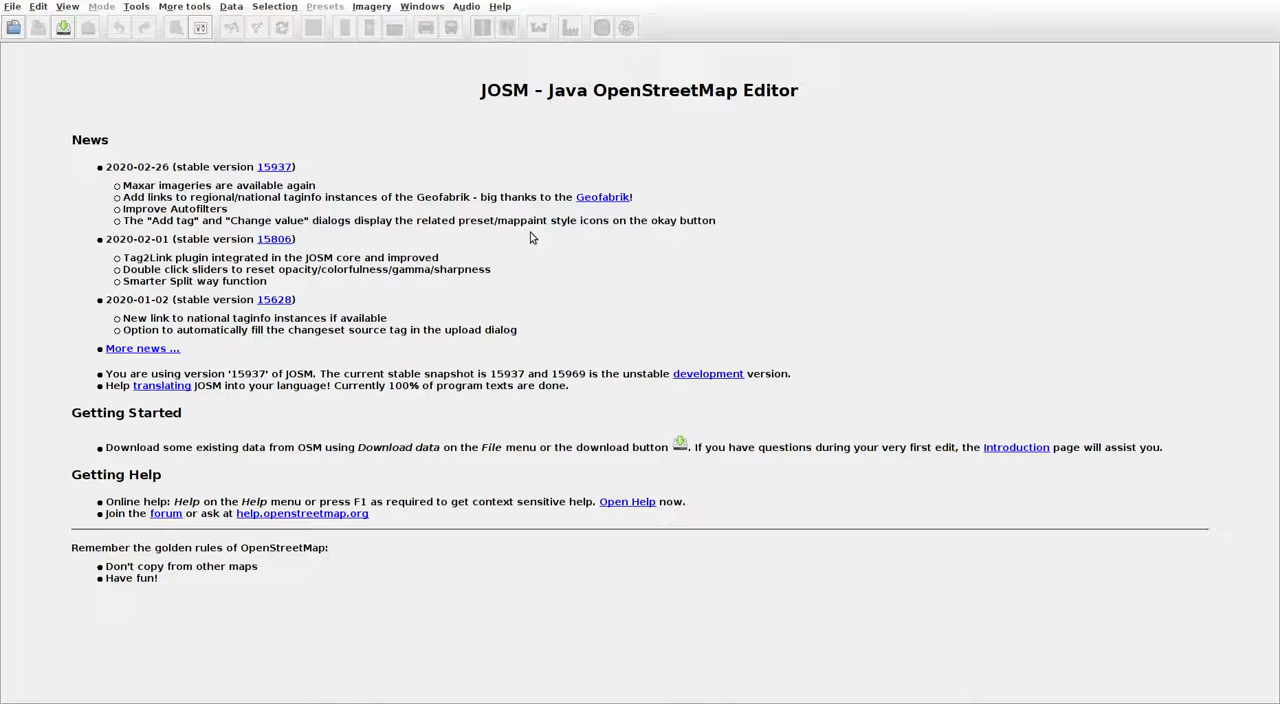 File Edit View Mode Tools More tools Data Selection Presets Imagery Windows Audio Help
JOSM – Java OpenStreetMap Editor
News
2020-02-26 (stable version 15937)
Maxar imageries are available again
Add links to regional/national taginfo instances of the Geofabrik - big thanks to the Geofabrik!
Improve Autofilters
The "Add tag" and "Change value" dialogs display the related preset/mappaint style icons on the okay button
2020-02-01 (stable version 15806)
Tag2Link plugin integrated in the JOSM core and improved
Double click sliders to reset opacity/colorfulness/gamma/sharpness
Smarter Split way function
2020-01-02 (stable version 15628)
New link to national taginfo instances if available
Option to automatically fill the changeset source tag in the upload dialog
More news ...
You are using version '15937' of JOSM. The current stable snapshot is 15937 and 15969 is the unstable development version.
Help translating JOSM into your language! Currently 100% of program texts are done.
Getting Started
Download some existing data from OSM using Download data on the File menu or the download button . If you have questions during your very first edit, the Introduction page will assist you.
Getting Help
Online help: Help on the Help menu or press F1 as required to get context sensitive help. Open Help now.
Join the forum or ask at help.openstreetmap.org
Remember the golden rules of OpenStreetMap:
Don't copy from other maps
Have fun!